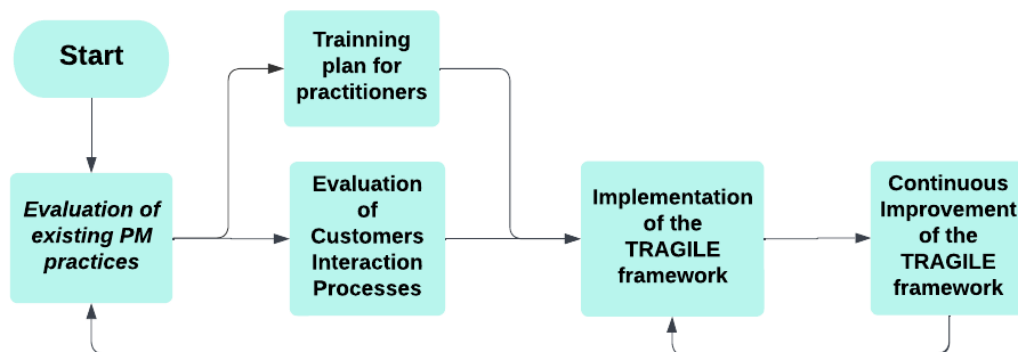 Start
Trainning
plan for
practitioners
Evaluation of
existing PM
practices
Evaluation
of
Customers
Interaction
Processes
Implementation
of the
TRAGILE
framework
Continuous
Improvement
of the
TRAGILE
framework